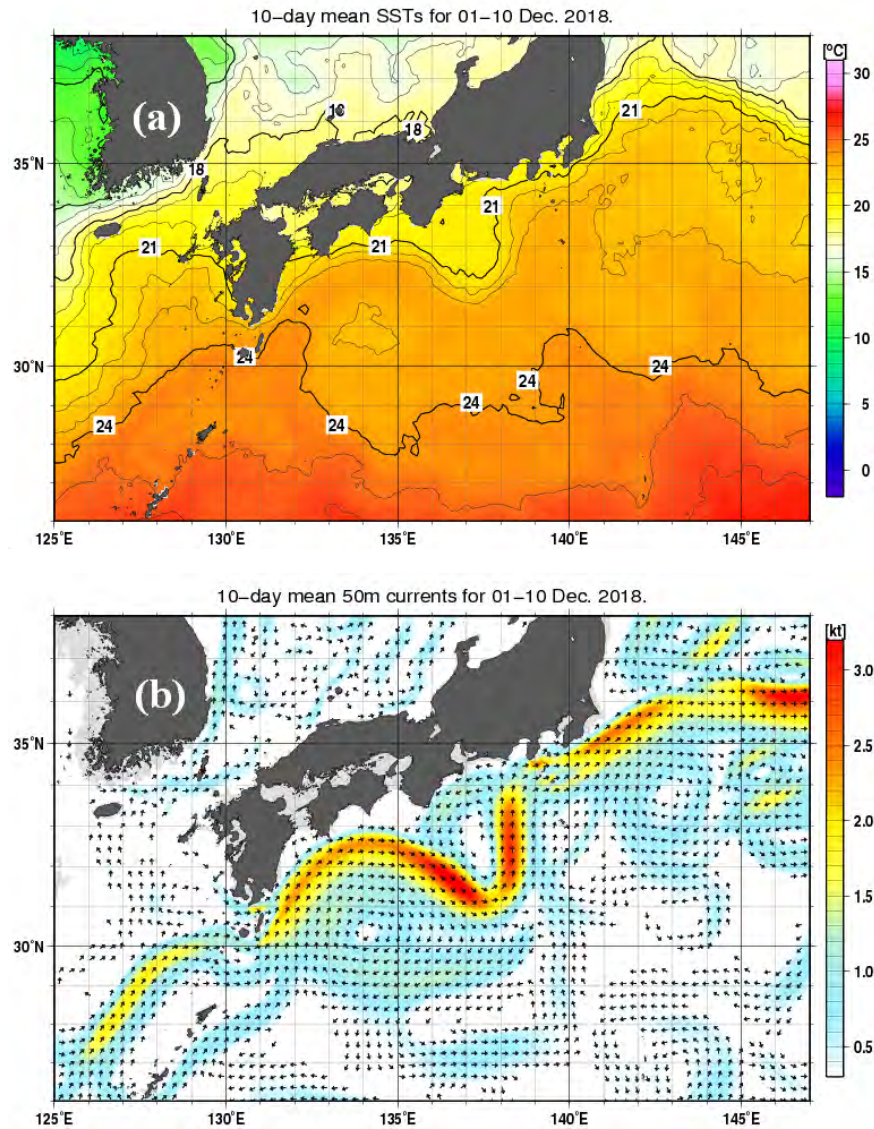 10-day mean SSTs for 01-10 Dec. 2018.
[°C]
(a)
18
18
18
21
21
21
21
24
24
24
24
24
24
35°N
30°N
125°E 130°E 135°E 140°E 145°E
30
25
20
15
10
5
0
10-day mean 50m currents for 01-10 Dec. 2018.
[kt]
(b)
35°N
30°N
125°E 130°E 135°E 140°E 145°E
3.0
2.5
2.0
1.5
1.0
0.5